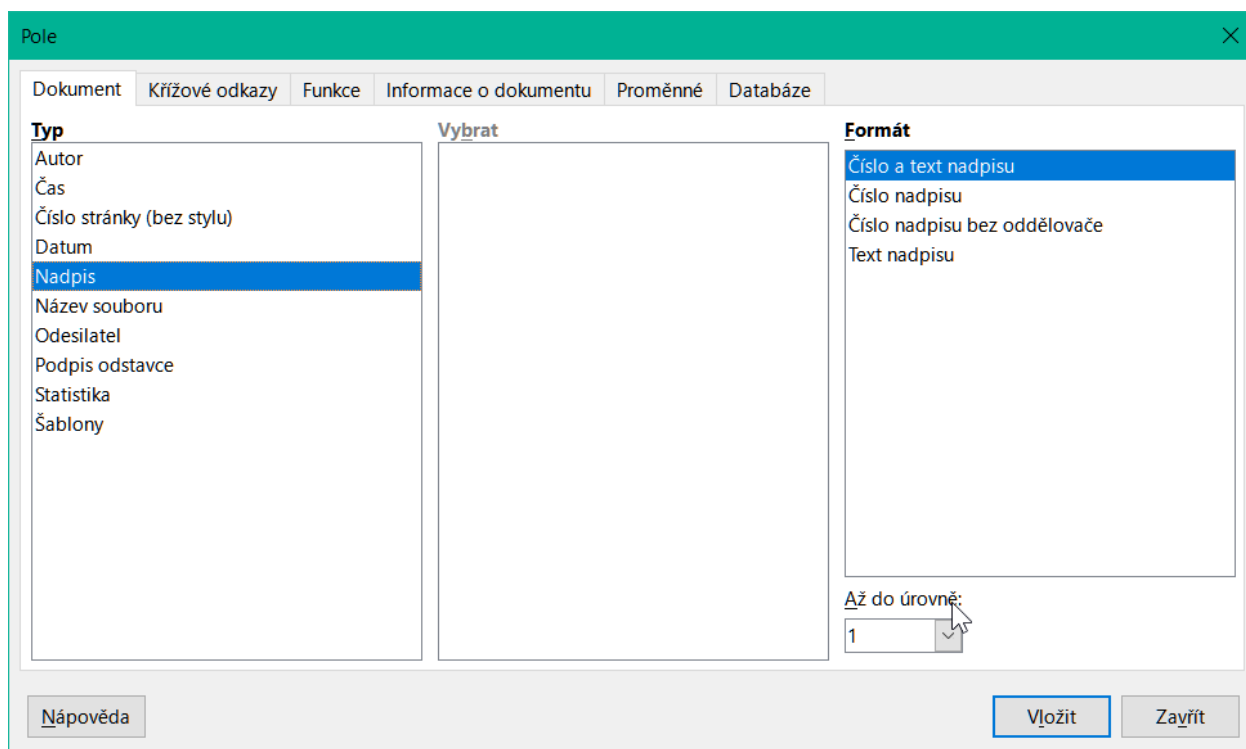 Pole
Dokument Křížové odkazy Funkce Informace o dokumentu Proměnné Databáze
Typ
Autor
Čas
Číslo stránky (bez stylu)
Datum
Nadpis
Název souboru
Odesilatel
Podpis odstavce
Statistika
Šablony
Vybrat
Formát
Číslo a text nadpisu
Číslo nadpisu
Číslo nadpisu bez oddělovače
Text nadpisu
Až do úrovně:
1
Nápověda
Vložit
Zavřít